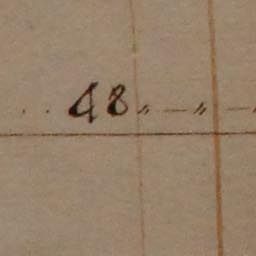 . . 48 〃 — 〃 —